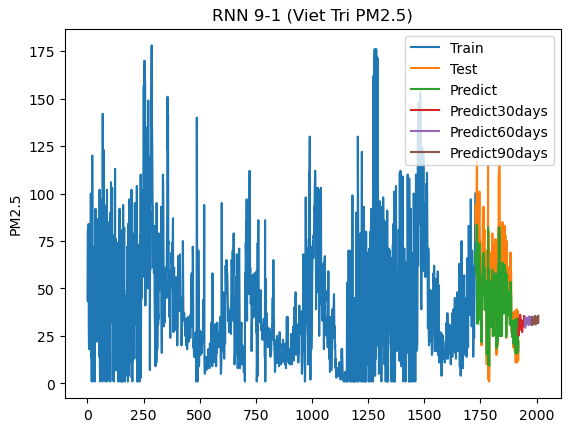 RNN 9-1 (Viet Tri PM2.5)
Train
Test
Predict
Predict30days
Predict60days
Predict90days
PM2.5
175
150
125
100
75
50
25
0
0 250 500 750 1000 1250 1500 1750 2000